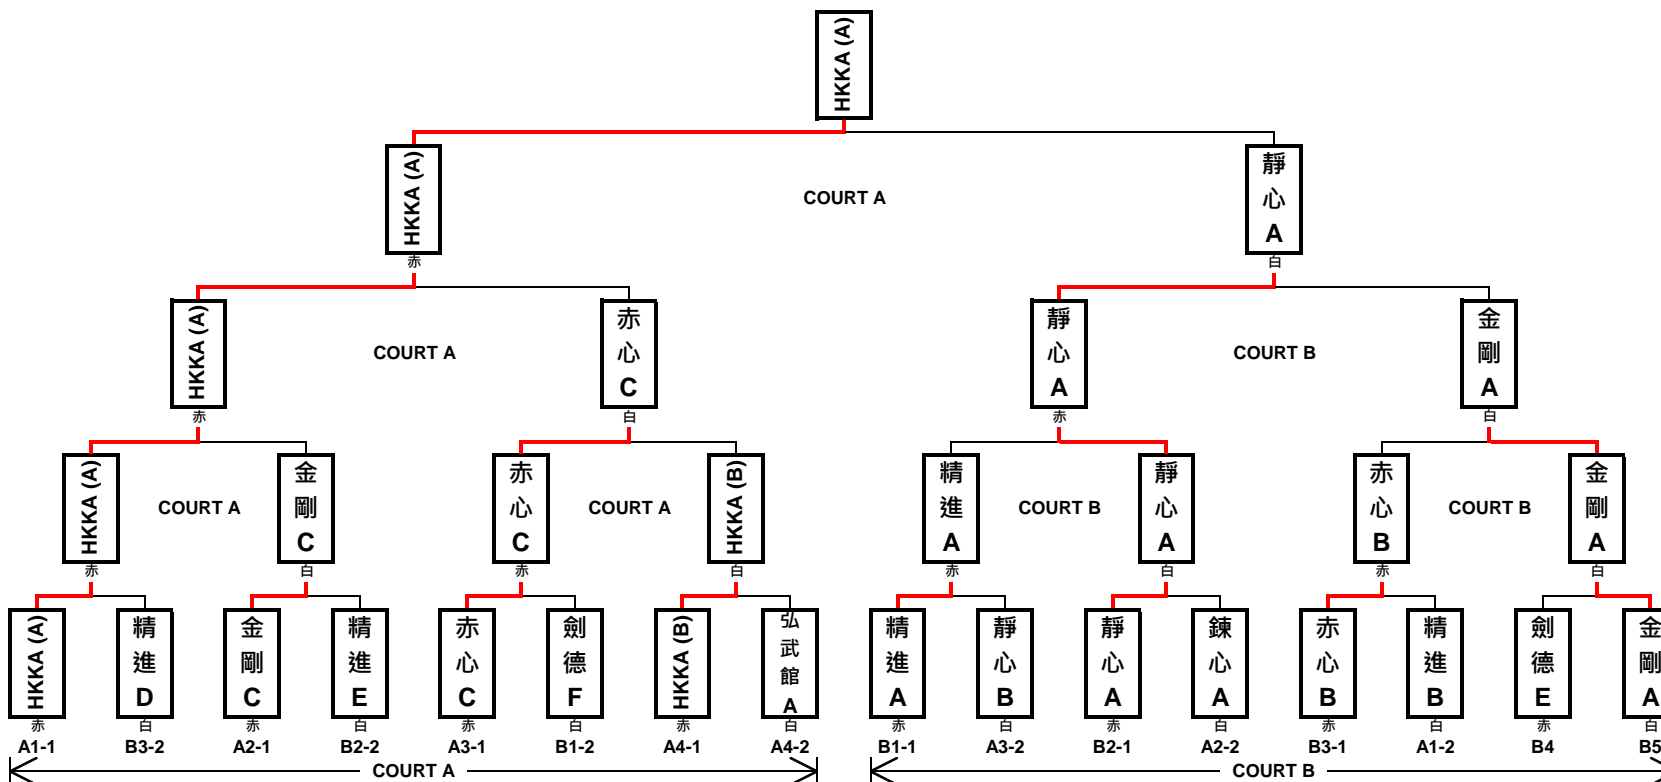 HKKA (A)
HKKA (A)
COURT A
靜心A
赤
白
HKKA (A)
COURT A
赤心C
靜心A
COURT B
金剛A
赤
白
赤
白
HKKA (A)
COURT A
金剛C
赤心C
COURT A
HKKA (B)
精進A
COURT B
靜心A
赤心B
COURT B
金剛A
赤
白
赤
白
赤
白
赤
白
HKKA (A)
精進D
金剛C
精進E
赤心C
劍德F
HKKA (B)
弘武館A
精進A
靜心B
靜心A
鍊心A
赤心B
精進B
劍德E
金剛A
赤
白
赤
白
赤
白
赤
白
赤
白
赤
白
赤
白
赤
白
A1-1
B3-2
A2-1
B2-2
A3-1
B1-2
A4-1
A4-2
B1-1
A3-2
B2-1
A2-2
B3-1
A1-2
B4
B5
COURT A
COURT B